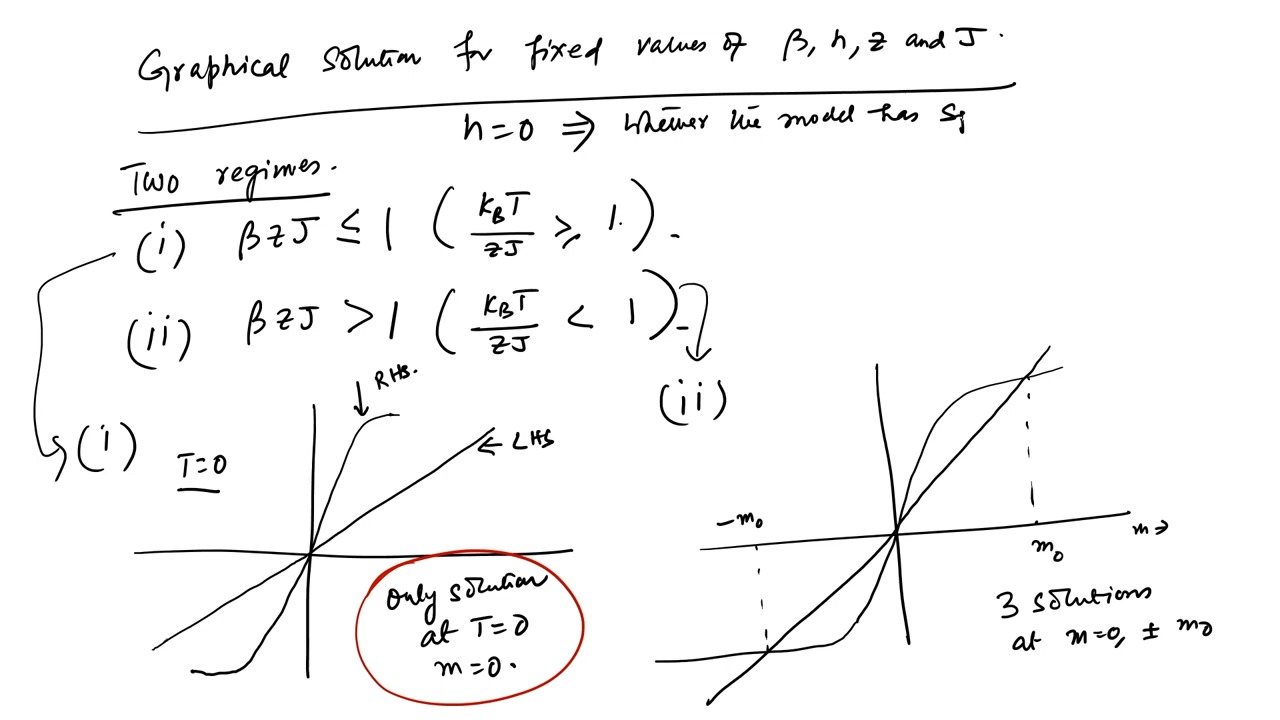 Graphical solution for fixed values of β, h, z and J.
h=0 ⇒ Whether the model has
Two regimes.
(i) βzJ ≤ 1 ( k_BT / zJ ≥ 1. ).
(ii) βzJ > 1 ( k_BT / zJ < 1 ).
(i)
T=0
RHS.
LHS
only solution
at T=0
m=0.
(ii)
-m₀
m→
m₀
3 solutions
at m=0, ± m₀